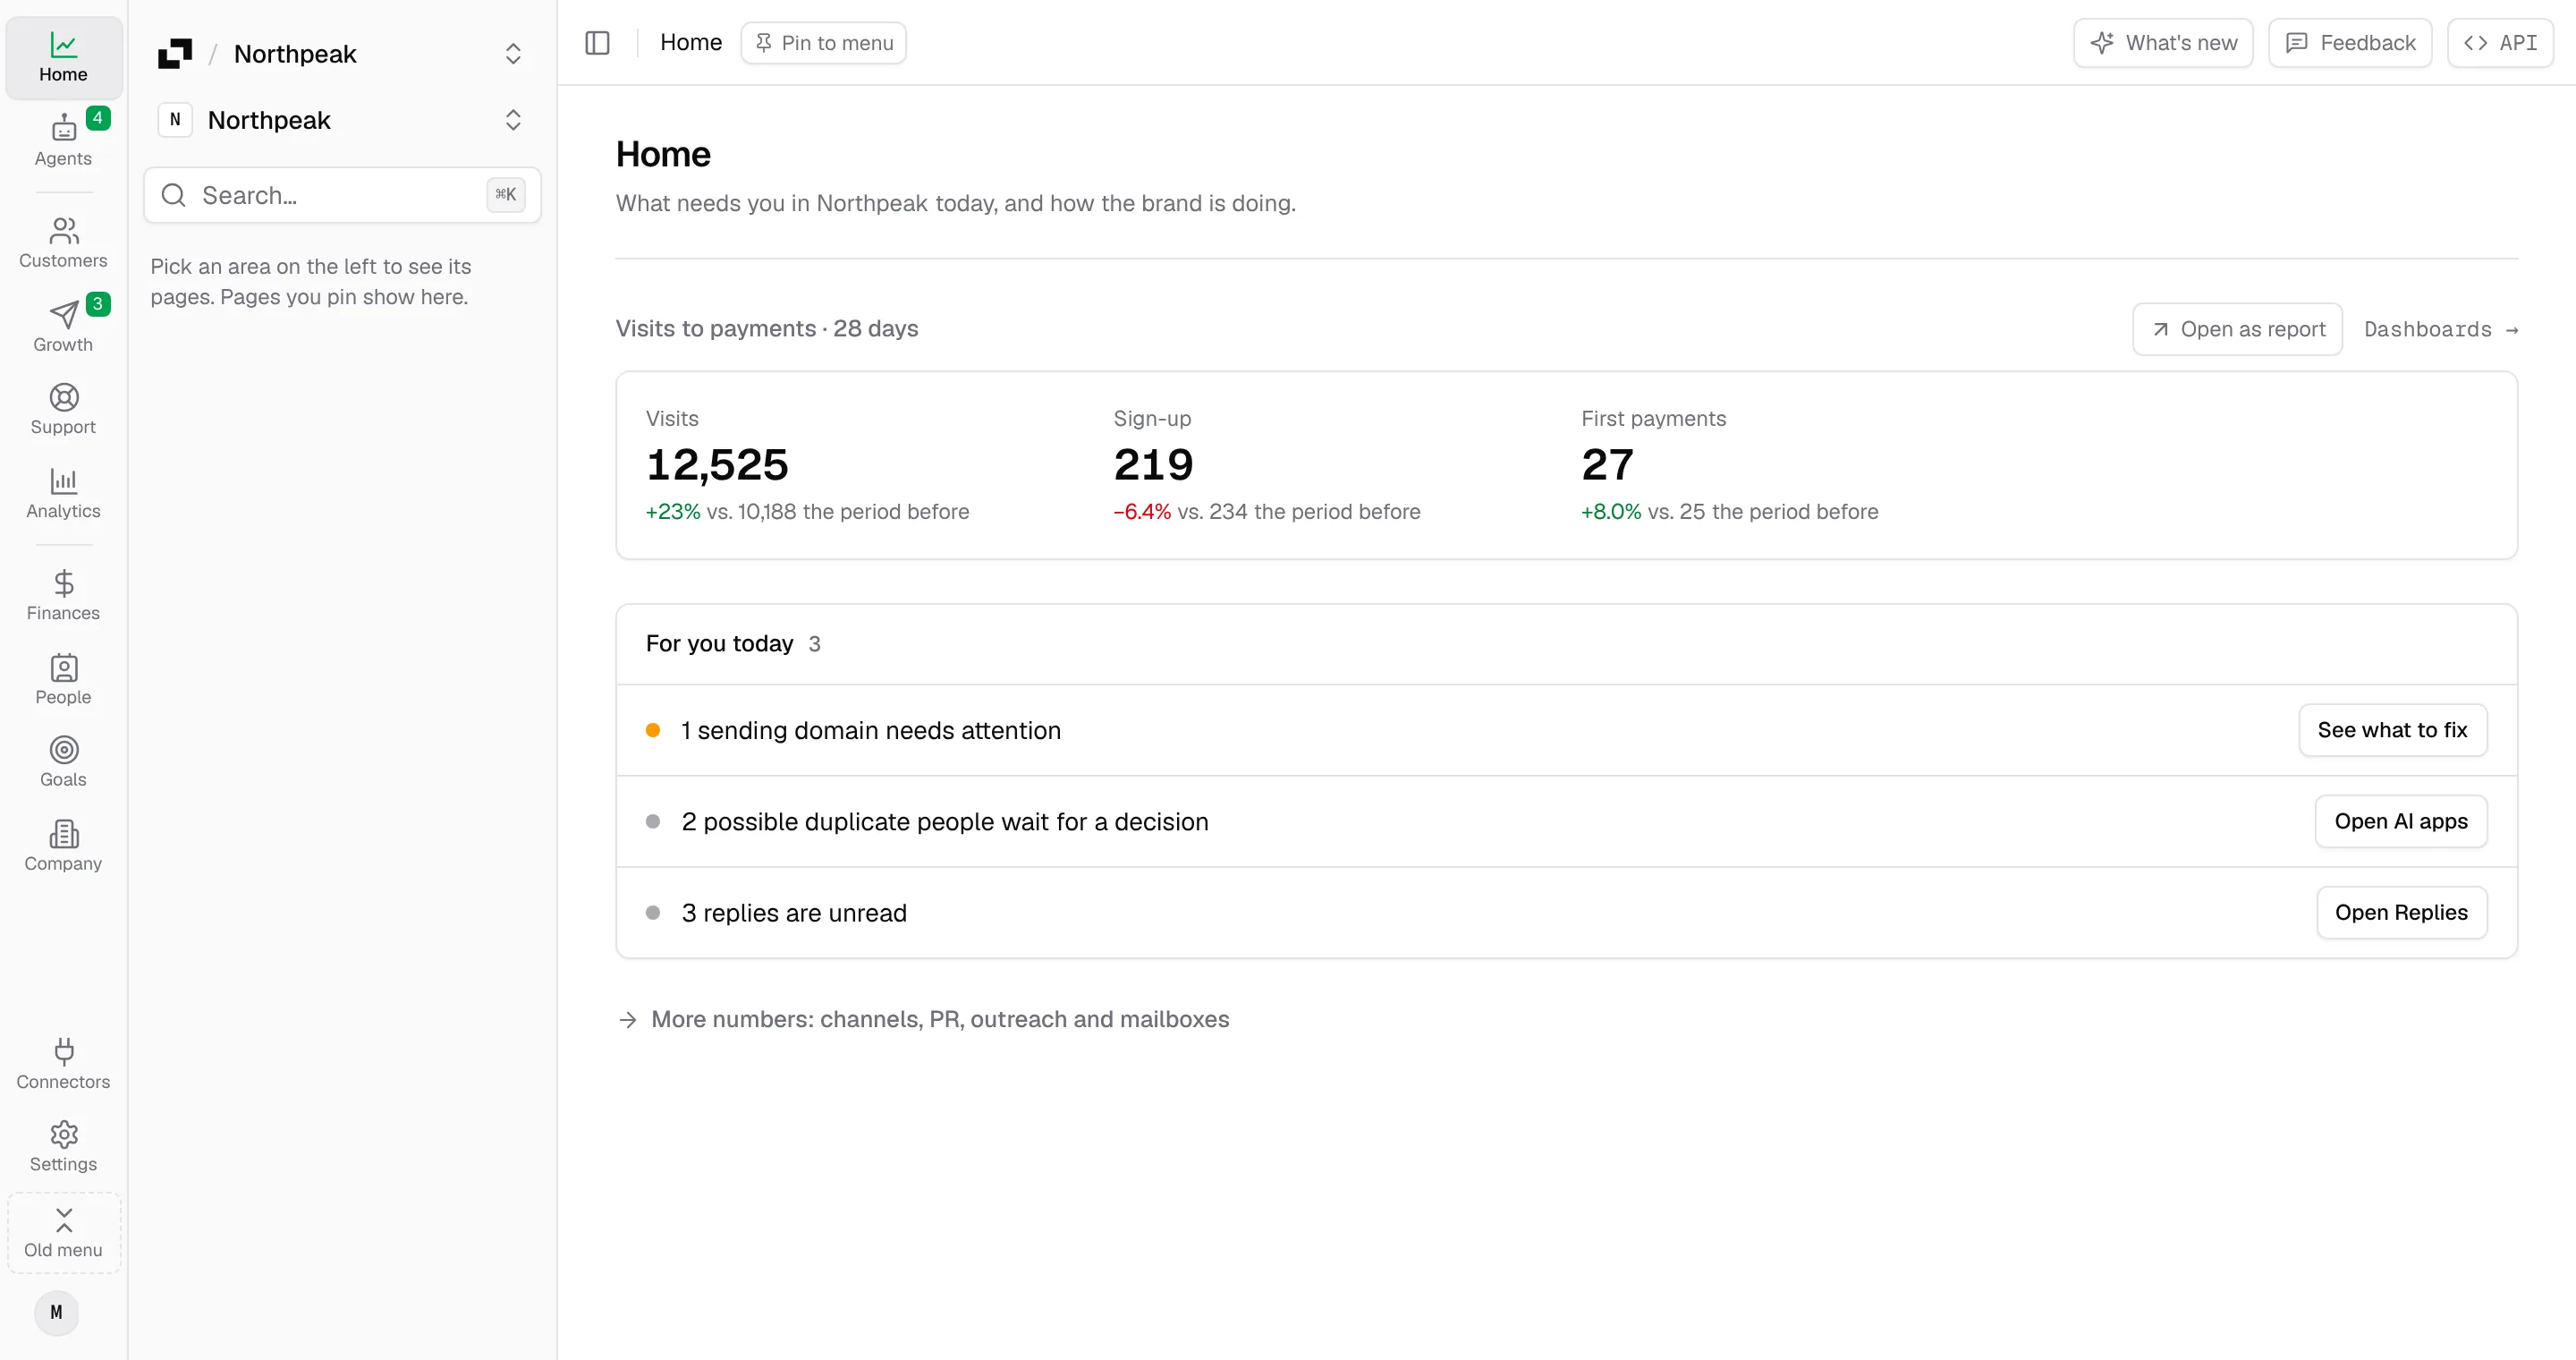 Home
4
Agents
Customers
3
Growth
Support
Analytics
Finances
People
Goals
Company
Connectors
Settings
Old menu
M
/ Northpeak
N Northpeak
Search... ⌘K
Pick an area on the left to see its
pages. Pages you pin show here.
Home Pin to menu
What's new Feedback API
Home
What needs you in Northpeak today, and how the brand is doing.
Visits to payments · 28 days
Open as report Dashboards →
Visits
12,525
+23% vs. 10,188 the period before
Sign-up
219
−6.4% vs. 234 the period before
First payments
27
+8.0% vs. 25 the period before
For you today 3
1 sending domain needs attention See what to fix
2 possible duplicate people wait for a decision Open AI apps
3 replies are unread Open Replies
→ More numbers: channels, PR, outreach and mailboxes